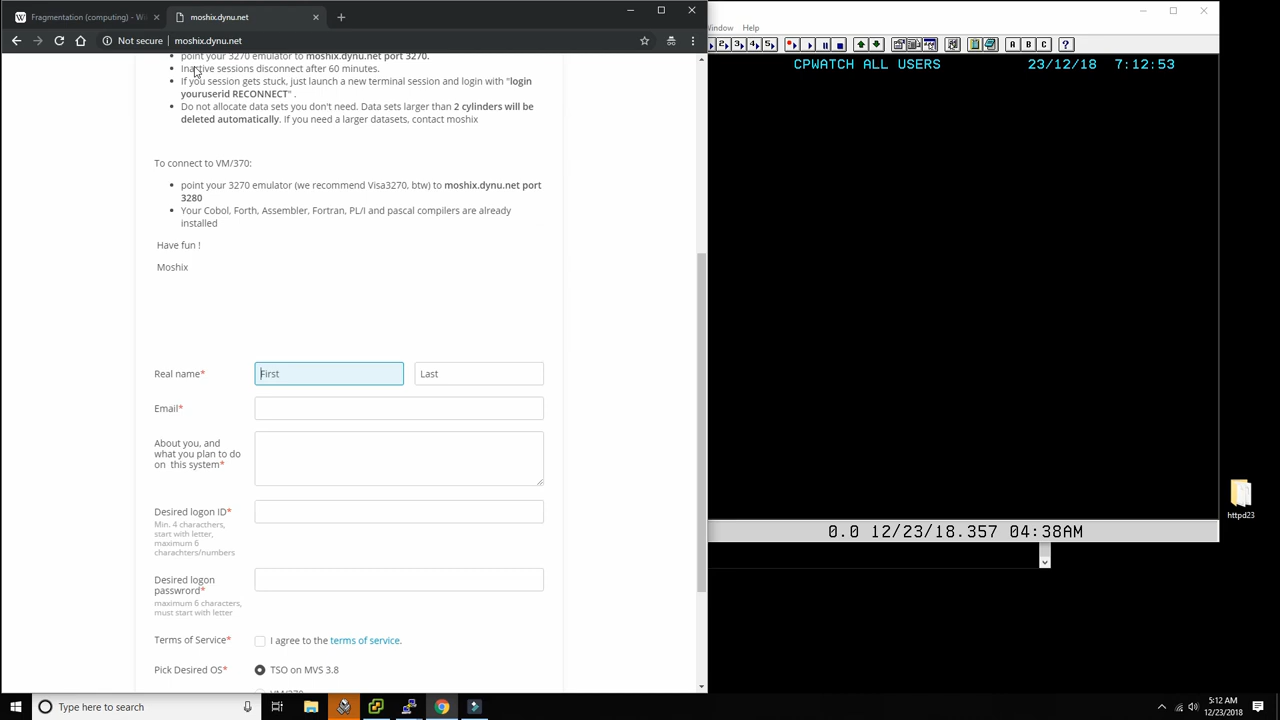 Fragmentation (computing) - Wi
moshix.dynu.net
Not secure
moshix.dynu.net
point your 3270 emulator to moshix.dynu.net port 3270.
Inactive sessions disconnect after 60 minutes.
If you session gets stuck, just launch a new terminal session and login with "login
youruserid RECONNECT" .
Do not allocate data sets you don't need. Data sets larger than 2 cylinders will be
deleted automatically. If you need a larger datasets, contact moshix
To connect to VM/370:
point your 3270 emulator (we recommend Visa3270, btw) to moshix.dynu.net port
3280
Your Cobol, Forth, Assembler, Fortran, PL/I and pascal compilers are already
installed
Have fun !
Moshix
Real name*
First
Last
Email*
About you, and
what you plan to do
on this system*
Desired logon ID*
Min. 4 characthers,
start with letter,
maximum 6
charachters/numbers
Desired logon
passwrord*
maximum 6 characters,
must start with letter
Terms of Service*
I agree to the terms of service.
Pick Desired OS*
TSO on MVS 3.8
VM/370
Window Help
2 3 4 5
A B C ?
CPWATCH ALL USERS 23/12/18 7:12:53
0.0 12/23/18.357 04:38AM
httpd23
Type here to search
5:12 AM
12/23/2018